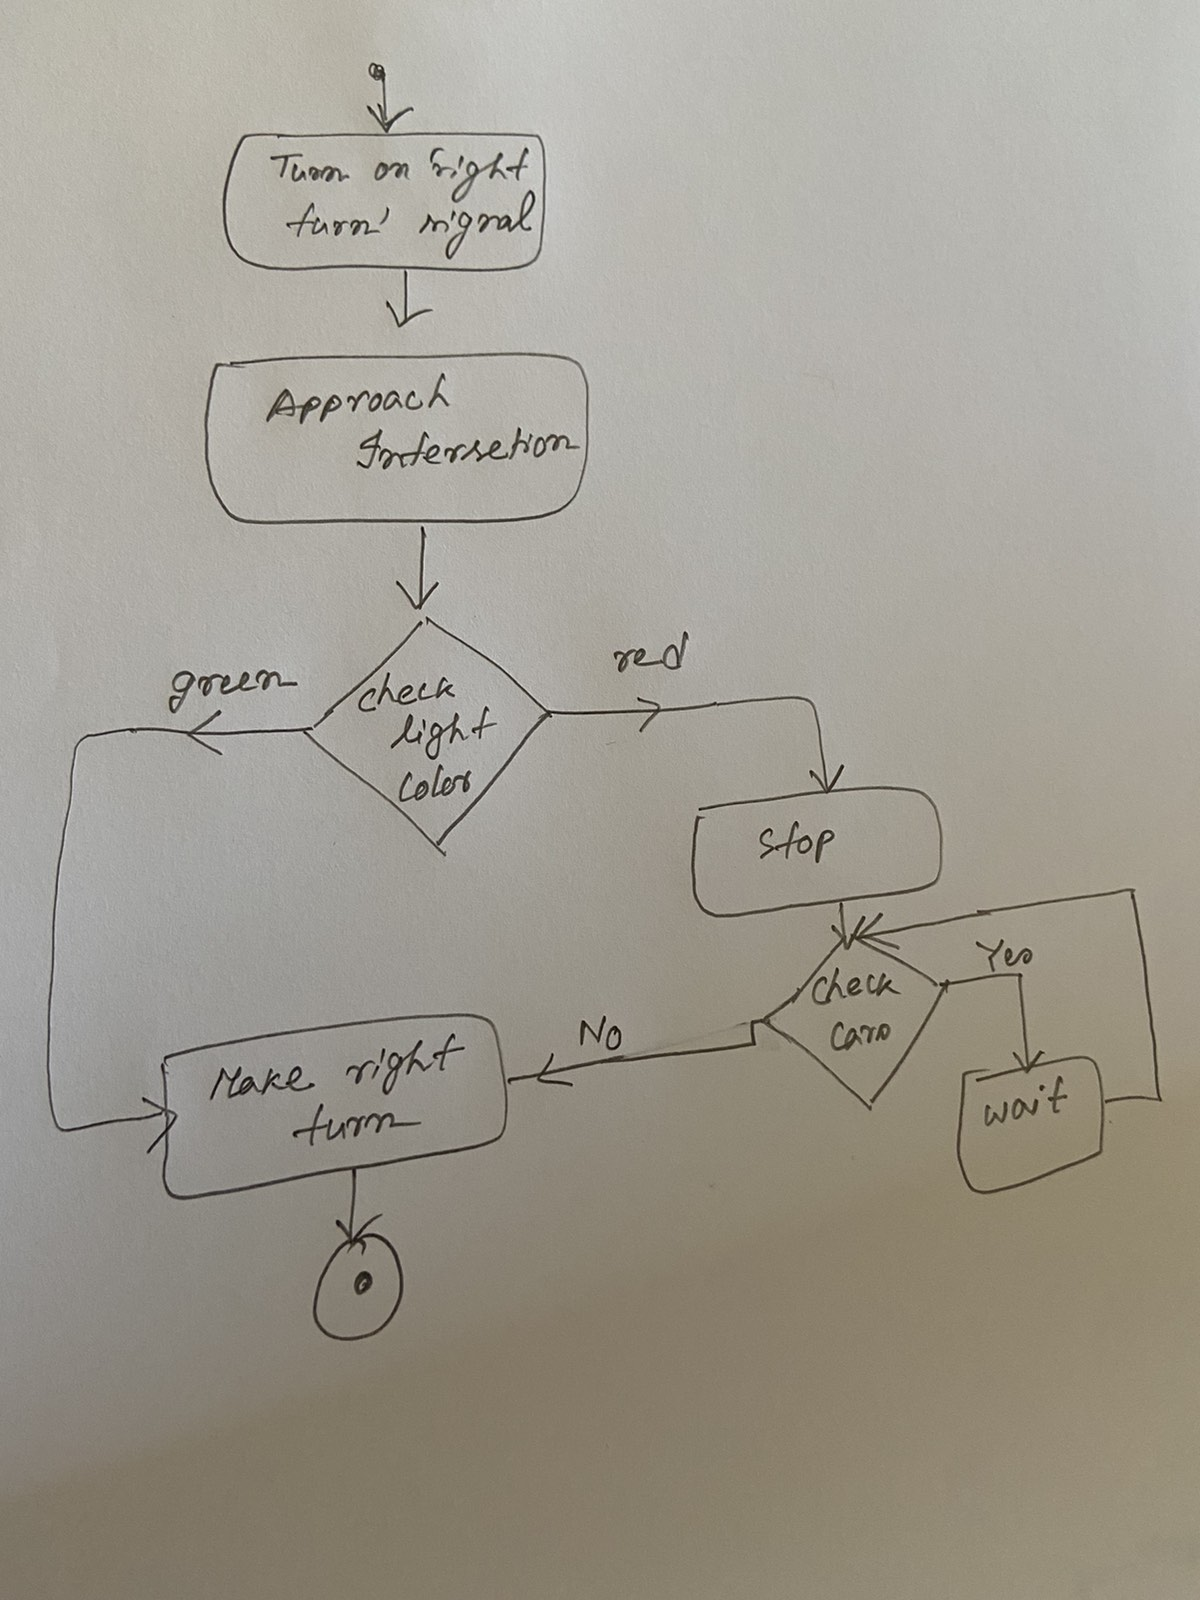 Turn on 'right
turn' signal
Approach
Intersetion
green
red
check
light
color
Stop
Yes
check
cars
No
wait
Make right
turn